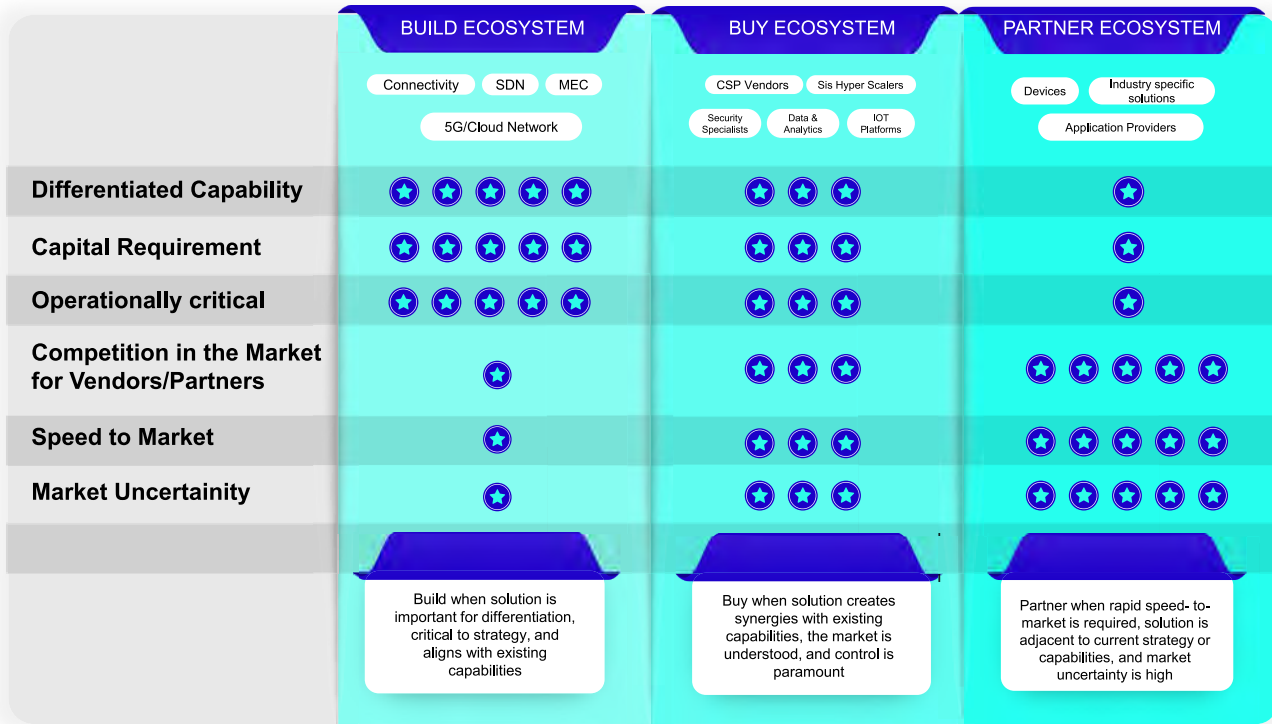 BUILD ECOSYSTEM
BUY ECOSYSTEM
PARTNER ECOSYSTEM
Connectivity
SDN
MEC
5G/Cloud Network
CSP Vendors
Sis Hyper Scalers
Security
Specialists
Data &
Analytics
IOT
Platforms
Devices
Industry specific
solutions
Application Providers
Differentiated Capability
Capital Requirement
Operationally critical
Competition in the Market
for Vendors/Partners
Speed to Market
Market Uncertainity
Build when solution is
important for differentiation,
critical to strategy, and
aligns with existing
capabilities
Buy when solution creates
synergies with existing
capabilities, the market is
understood, and control is
paramount
Partner when rapid speed- to-
market is required, solution is
adjacent to current strategy or
capabilities, and market
uncertainty is high